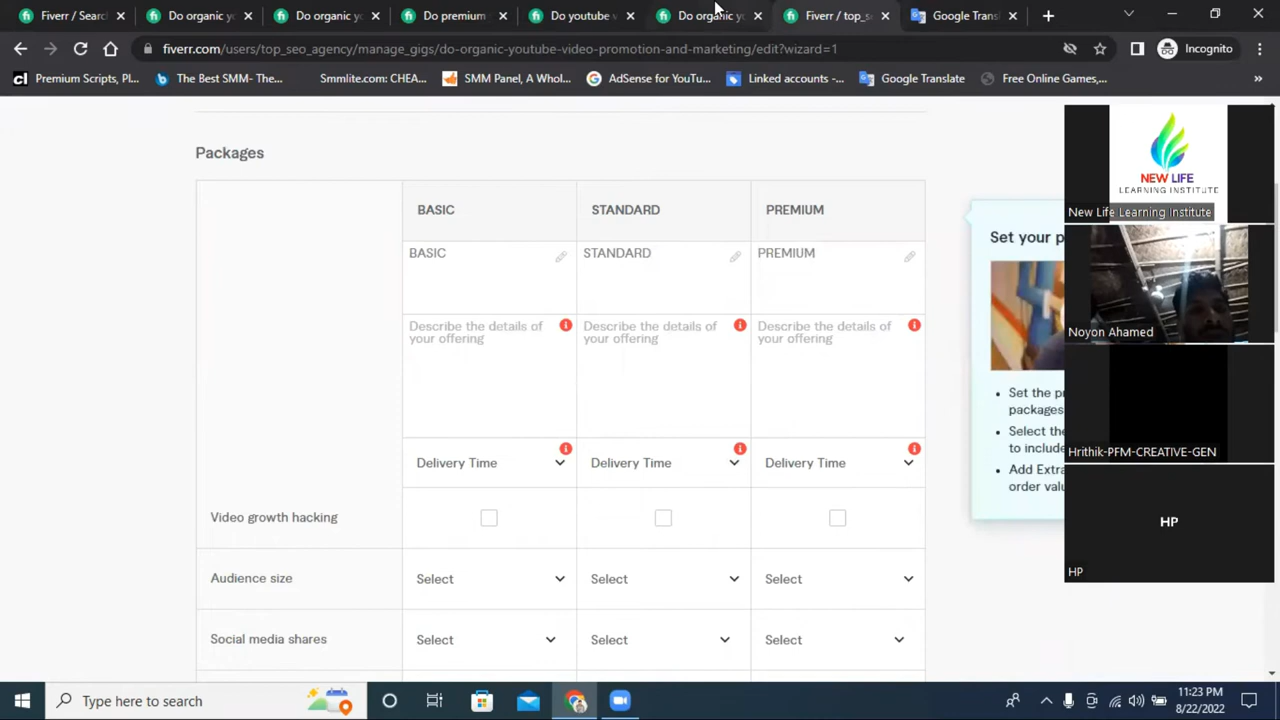 Fiverr / Searc
Do organic yo
Do organic yo
Do premium y
Do youtube v
Do organic yo
Fiverr / top_se
Google Transl
fiverr.com/users/top_seo_agency/manage_gigs/do-organic-youtube-video-promotion-and-marketing/edit?wizard=1
Incognito
Premium Scripts, Pl...
The Best SMM- The...
Smmlite.com: CHEA...
SMM Panel, A Whol...
AdSense for YouTu...
Linked accounts -...
Google Translate
Free Online Games,...
»
Packages
BASIC STANDARD PREMIUM
BASIC STANDARD PREMIUM
Describe the details of your offering
Describe the details of your offering
Describe the details of your offering
Delivery Time Delivery Time Delivery Time
Video growth hacking
Audience size Select Select Select
Social media shares Select Select Select
Set your p
Set the pr
packages
Select the
to include
Add Extra
order valu
NEW LIFE
LEARNING INSTITUTE
New Life Learning Institute
Noyon Ahamed
Hrithik-PFM-CREATIVE-GEN
HP
HP
Type here to search
11:23 PM
8/22/2022